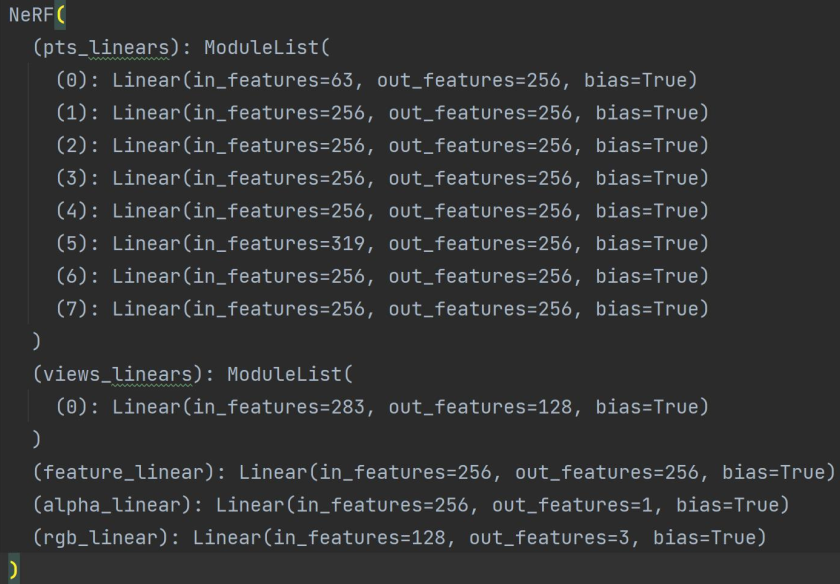 NeRF(
  (pts_linears): ModuleList(
    (0): Linear(in_features=63, out_features=256, bias=True)
    (1): Linear(in_features=256, out_features=256, bias=True)
    (2): Linear(in_features=256, out_features=256, bias=True)
    (3): Linear(in_features=256, out_features=256, bias=True)
    (4): Linear(in_features=256, out_features=256, bias=True)
    (5): Linear(in_features=319, out_features=256, bias=True)
    (6): Linear(in_features=256, out_features=256, bias=True)
    (7): Linear(in_features=256, out_features=256, bias=True)
  )
  (views_linears): ModuleList(
    (0): Linear(in_features=283, out_features=128, bias=True)
  )
  (feature_linear): Linear(in_features=256, out_features=256, bias=True)
  (alpha_linear): Linear(in_features=256, out_features=1, bias=True)
  (rgb_linear): Linear(in_features=128, out_features=3, bias=True)
)